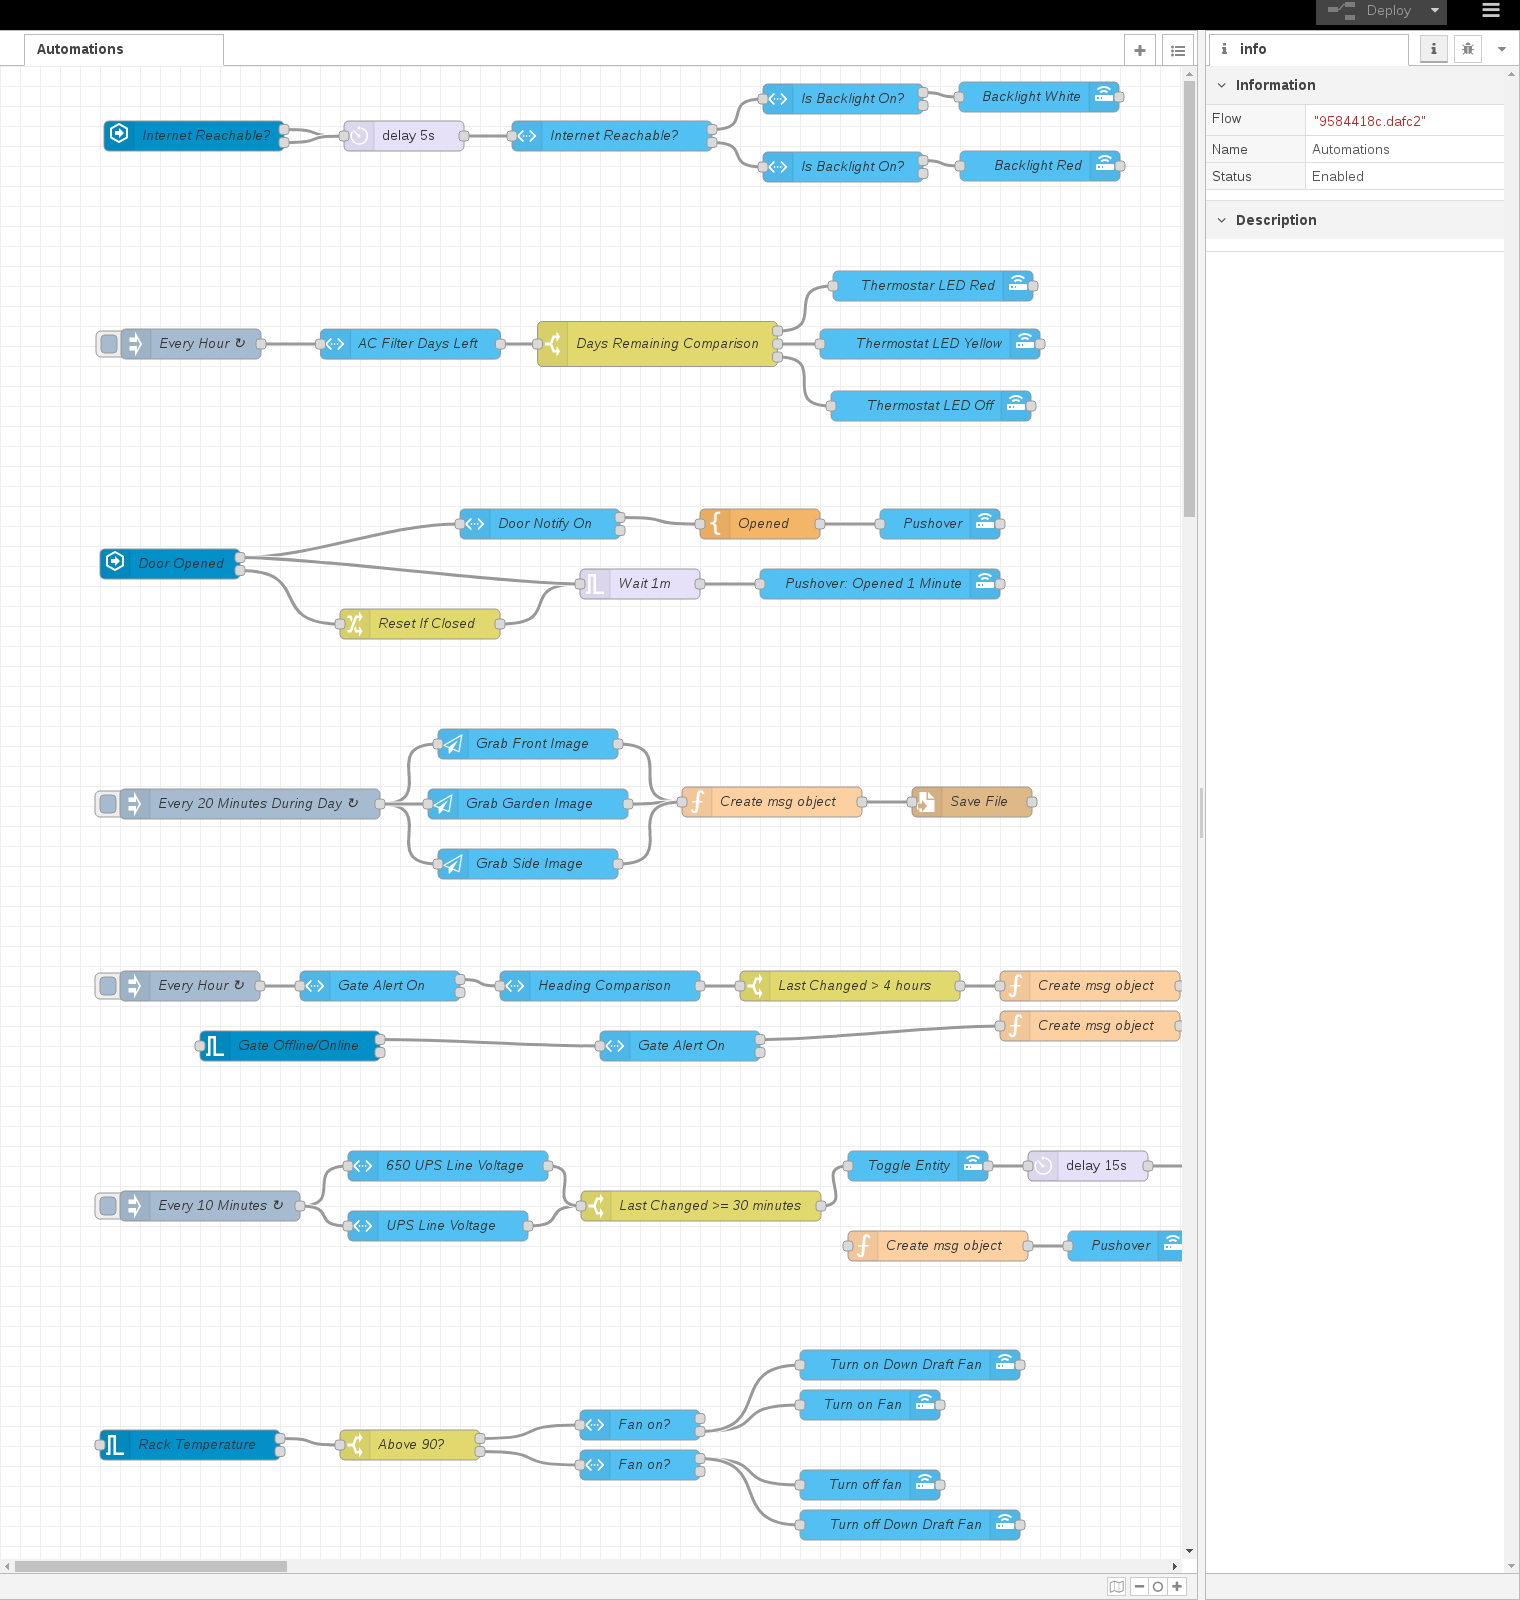 Deploy
Automations
info
Information
Flow "9584418c.dafc2"
Name Automations
Status Enabled
Description
Is Backlight On? Backlight White
Internet Reachable? delay 5s Internet Reachable?
Is Backlight On? Backlight Red
Thermostar LED Red
Every Hour ↻ AC Filter Days Left Days Remaining Comparison Thermostat LED Yellow
Thermostat LED Off
Door Notify On Opened Pushover
Door Opened
Wait 1m Pushover: Opened 1 Minute
Reset If Closed
Grab Front Image
Every 20 Minutes During Day ↻ Grab Garden Image Create msg object Save File
Grab Side Image
Every Hour ↻ Gate Alert On Heading Comparison Last Changed > 4 hours Create msg object
Create msg object
Gate Offline/Online Gate Alert On
650 UPS Line Voltage Toggle Entity delay 15s
Every 10 Minutes ↻ Last Changed >= 30 minutes
UPS Line Voltage
Create msg object Pushover
Turn on Down Draft Fan
Turn on Fan
Fan on?
Rack Temperature Above 90?
Fan on?
Turn off fan
Turn off Down Draft Fan